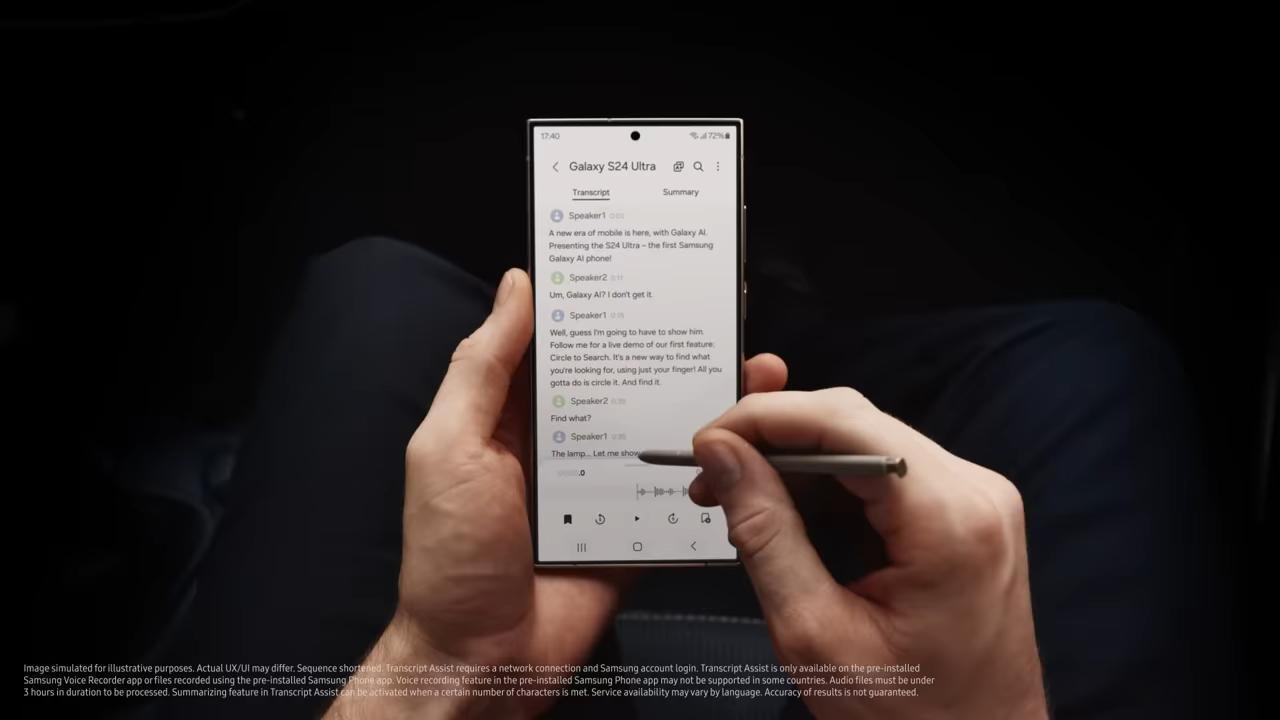 17:40
72%
Galaxy S24 Ultra
Transcript
Summary
Speaker1
A new era of mobile is here, with Galaxy AI.
Presenting the S24 Ultra – the first Samsung
Galaxy AI phone!
Speaker2 0:11
Um, Galaxy AI? I don't get it
Speaker1
Well, guess I'm going to have to show him.
Follow me for a live demo of our first feature:
Circle to Search. It's a new way to find what
you're looking for, using just your finger! All you
gotta do is circle it. And find it.
Speaker2
Find what?
Speaker1
The lamp... Let me show
Image simulated for illustrative purposes. Actual UX/UI may differ. Sequence shortened. Transcript Assist requires a network connection and Samsung account login. Transcript Assist is only available on the pre-installed
Samsung Voice Recorder app or files recorded using the pre-installed Samsung Phone app. Voice recording feature in the pre-installed Samsung Phone app may not be supported in some countries. Audio files must be under
3 hours in duration to be processed. Summarizing feature in Transcript Assist can be activated when a certain number of characters is met. Service availability may vary by language. Accuracy of results is not guaranteed.